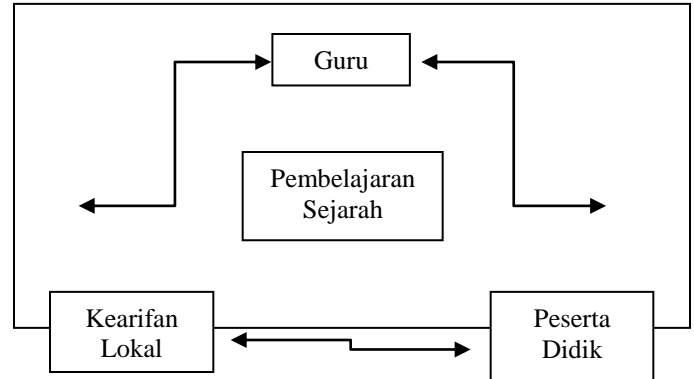 Guru
Pembelajaran
Sejarah
Kearifan
Lokal
Peserta
Didik